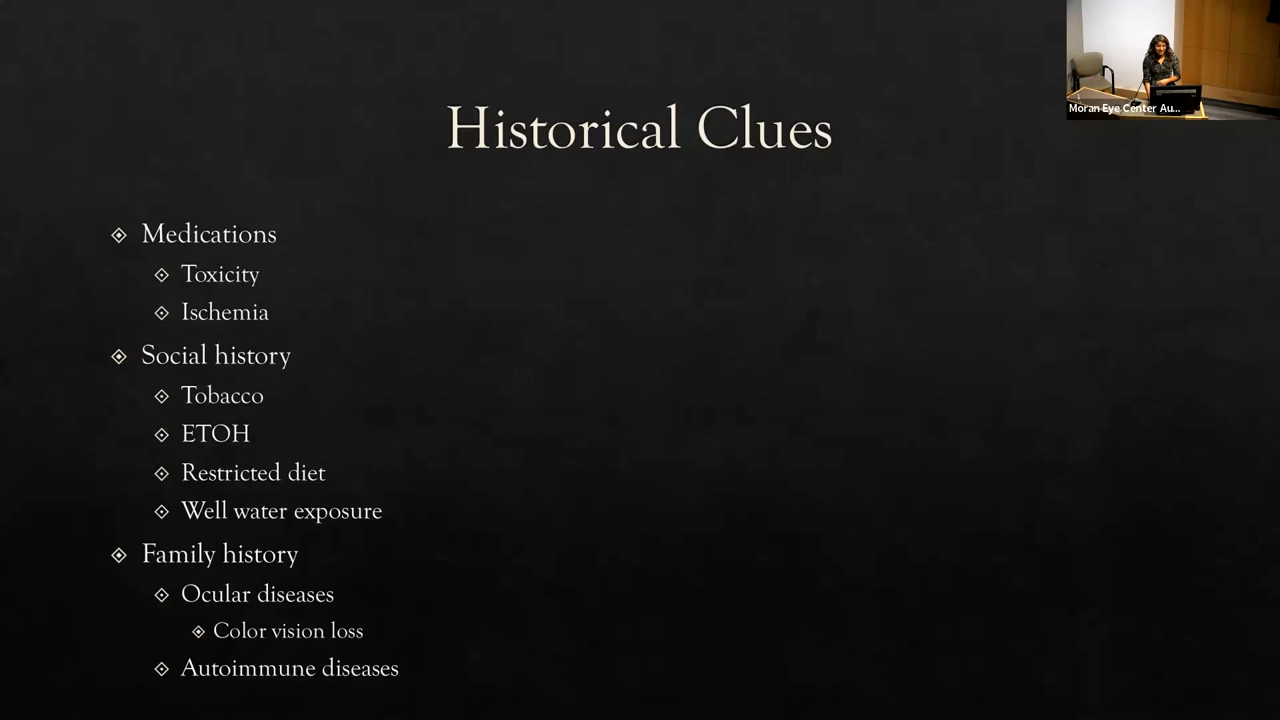 Moran Eye Center Au...
Historical Clues
Medications
Toxicity
Ischemia
Social history
Tobacco
ETOH
Restricted diet
Well water exposure
Family history
Ocular diseases
Color vision loss
Autoimmune diseases